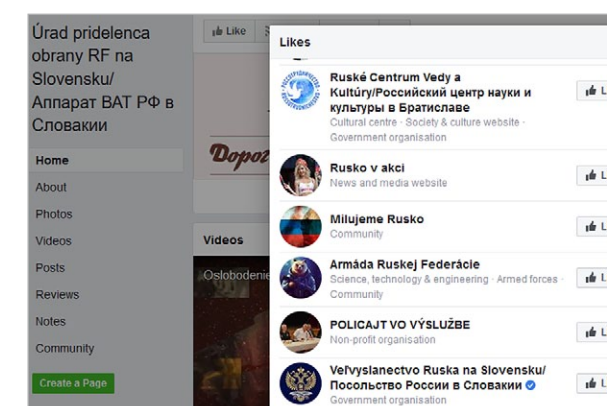 Úrad pridelenca
obrany RF na
Slovensku/
Аппарат ВАТ РФ в
Словакии
Home
About
Photos
Videos
Posts
Reviews
Notes
Community
Create a Page
Like
Videos
Oslobodenie
Likes
Ruské Centrum Vedy a
Kultúry/Российский центр науки и
культуры в Братиславе
Cultural centre · Society & culture website ·
Government organisation
Rusko v akci
News and media website
Milujeme Rusko
Community
Armáda Ruskej Federácie
Science, technology & engineering · Armed forces ·
Community
POLICAJT VO VÝSLUŽBE
Non-profit organisation
Veľvyslanectvo Ruska na Slovensku/
Посольство России в Словакии
Government organisation